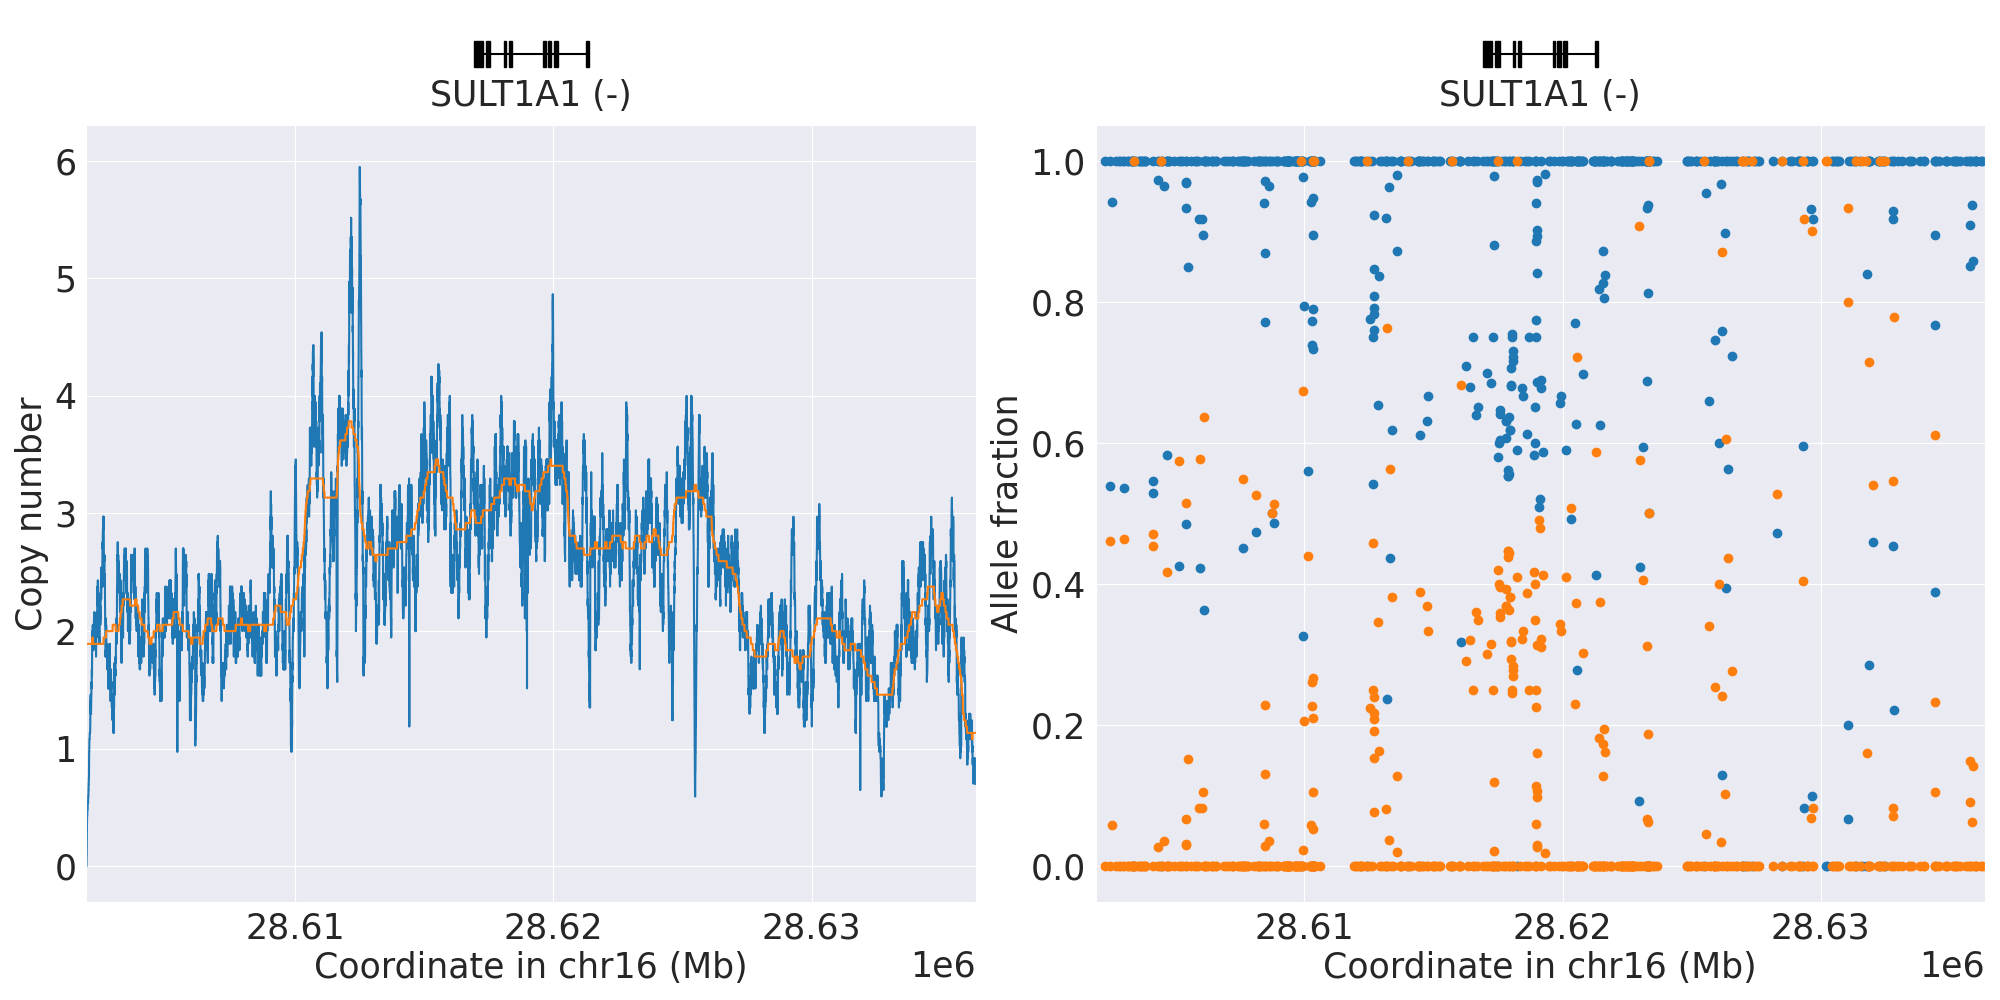 SULT1A1 (-)
SULT1A1 (-)
Copy number
6
5
4
3
2
1
0
28.61
28.62
28.63
Coordinate in chr16 (Mb)
1e6
Allele fraction
1.0
0.8
0.6
0.4
0.2
0.0
28.61
28.62
28.63
Coordinate in chr16 (Mb)
1e6